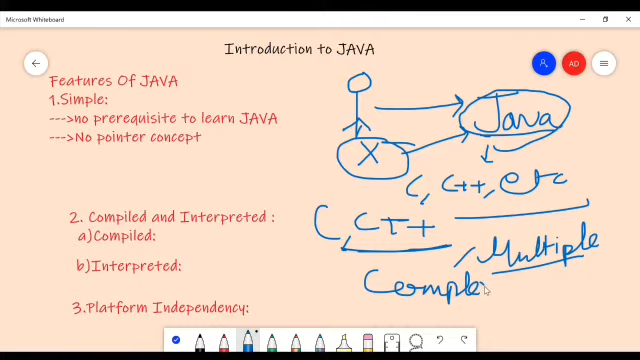 Microsoft Whiteboard
Introduction to JAVA
AD
Features Of JAVA
1.Simple:
--->no prerequisite to learn JAVA
--->No pointer concept
Java
X
C, C++, etc
C, C++
Multiple
Comple
2. Compiled and Interpreted :
a)Compiled:
b)Interpreted:
3.Platform Independency: